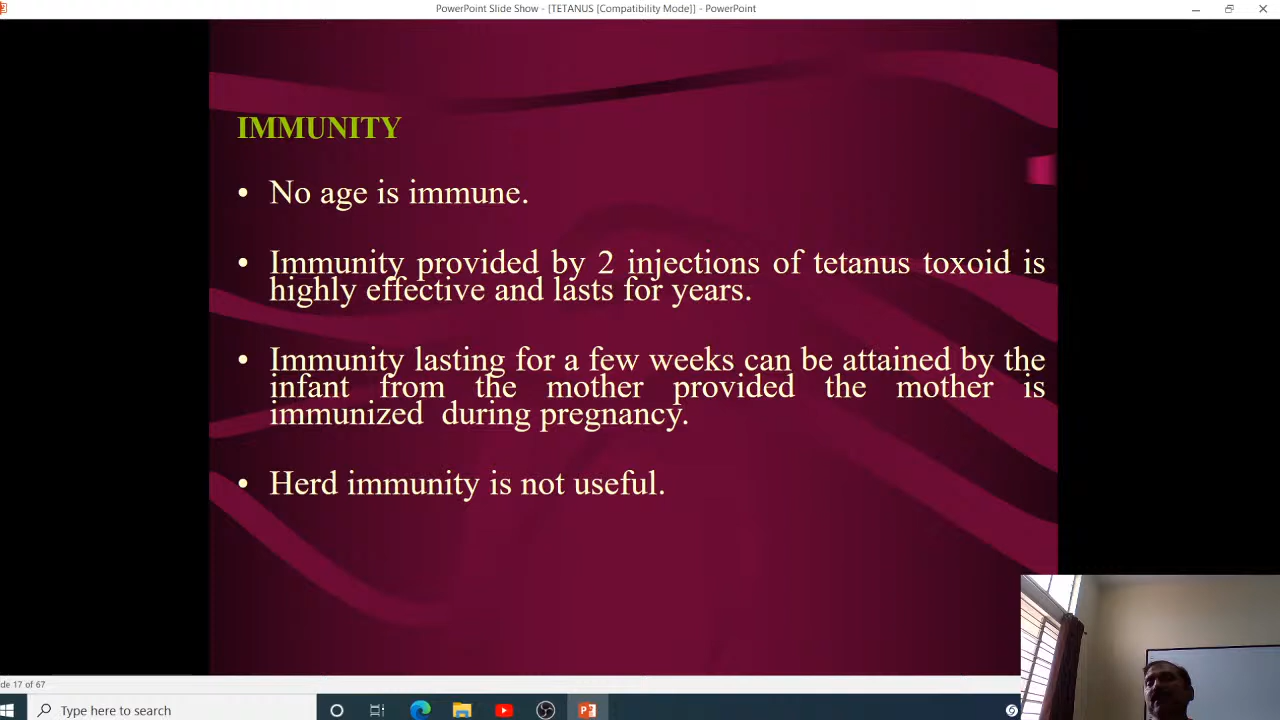 PowerPoint Slide Show - [TETANUS [Compatibility Mode]] - PowerPoint
IMMUNITY
• No age is immune.
• Immunity provided by 2 injections of tetanus toxoid is
highly effective and lasts for years.
• Immunity lasting for a few weeks can be attained by the
infant from the mother provided the mother is
immunized during pregnancy.
• Herd immunity is not useful.
de 17 of 67
Type here to search